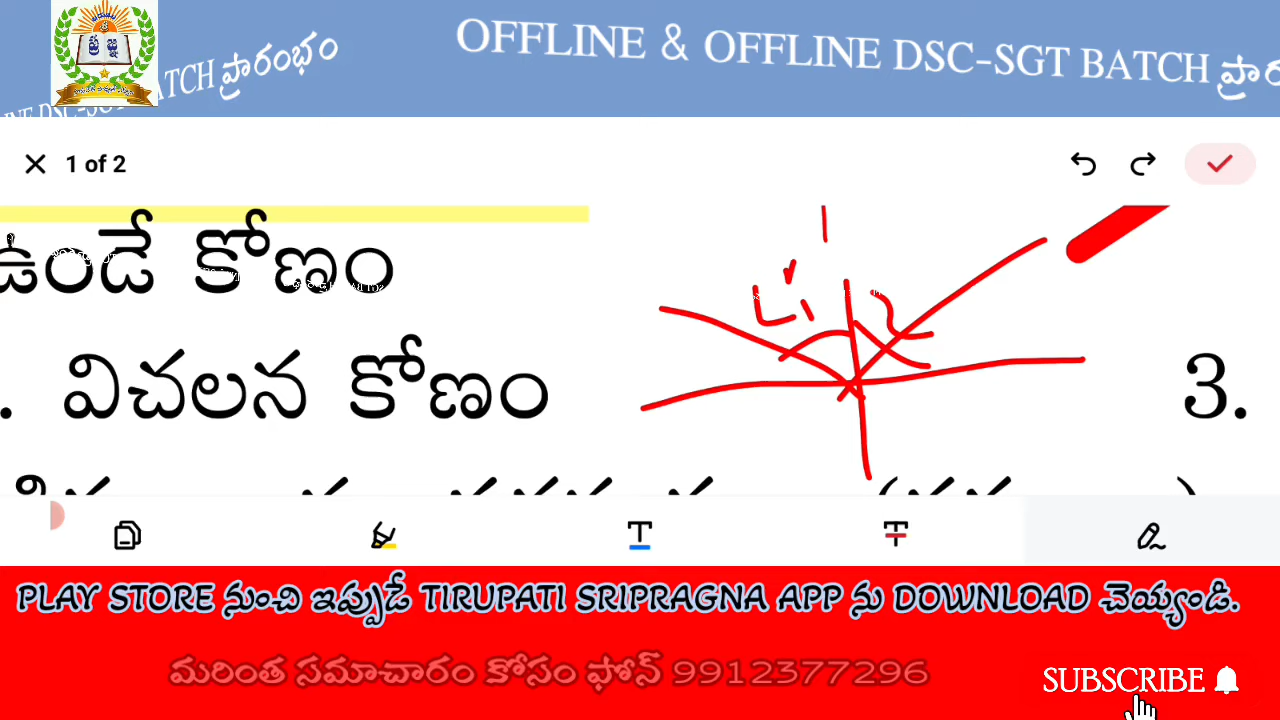 OFFLINE & OFFLINE DSC-SGT BATCH
BATCH ప్రారంభం
1 of 2
ఉండే కోణం
. విచలన కోణం
3.
i
r
PLAY STORE నుంచి ఇప్పుడే TIRUPATI SRIPRAGNA APP ను DOWNLOAD చెయ్యండి.
మరింత సమాచారం కోసం ఫోన్ 9912377296
SUBSCRIBE